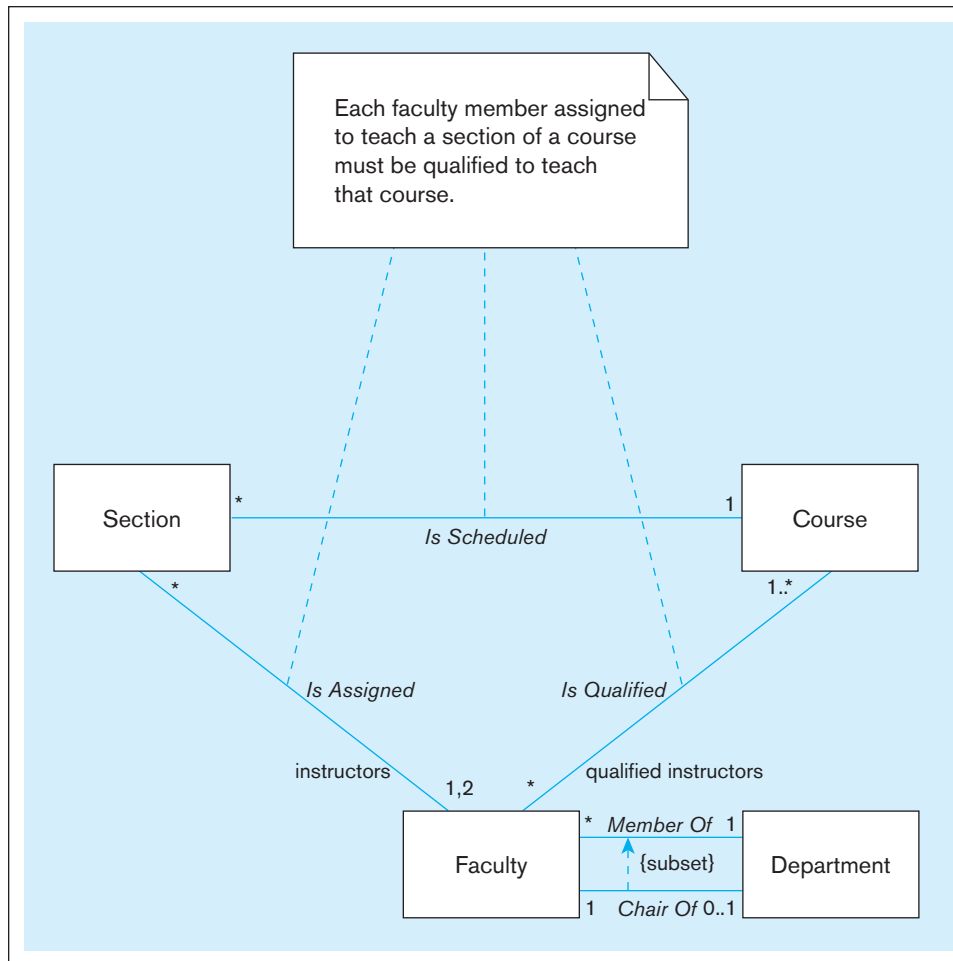 Each faculty member assigned
to teach a section of a course
must be qualified to teach
that course.
Section
*
1
Course
Is Scheduled
*
1..*
Is Assigned
Is Qualified
instructors
qualified instructors
1,2
*
Faculty
* Member Of 1
{subset}
1 Chair Of 0..1
Department